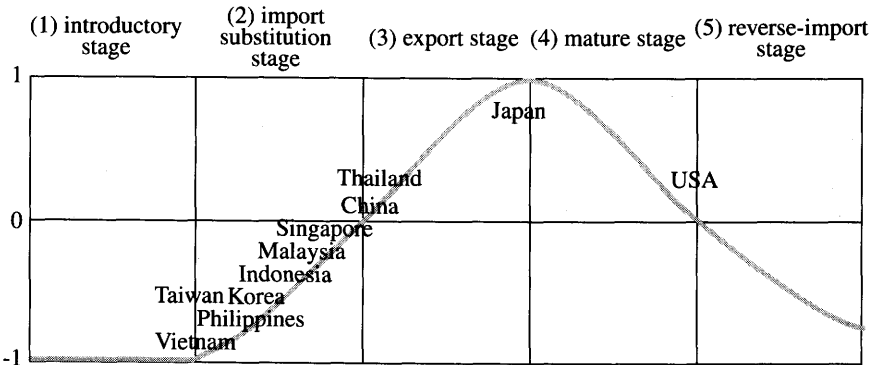 (1) introductory
stage
(2) import
substitution
stage
(3) export stage
(4) mature stage
(5) reverse-import
stage
1
Japan
Thailand
USA
China
0
Singapore
Malaysia
Indonesia
Taiwan Korea
Philippines
Vietnam
-1